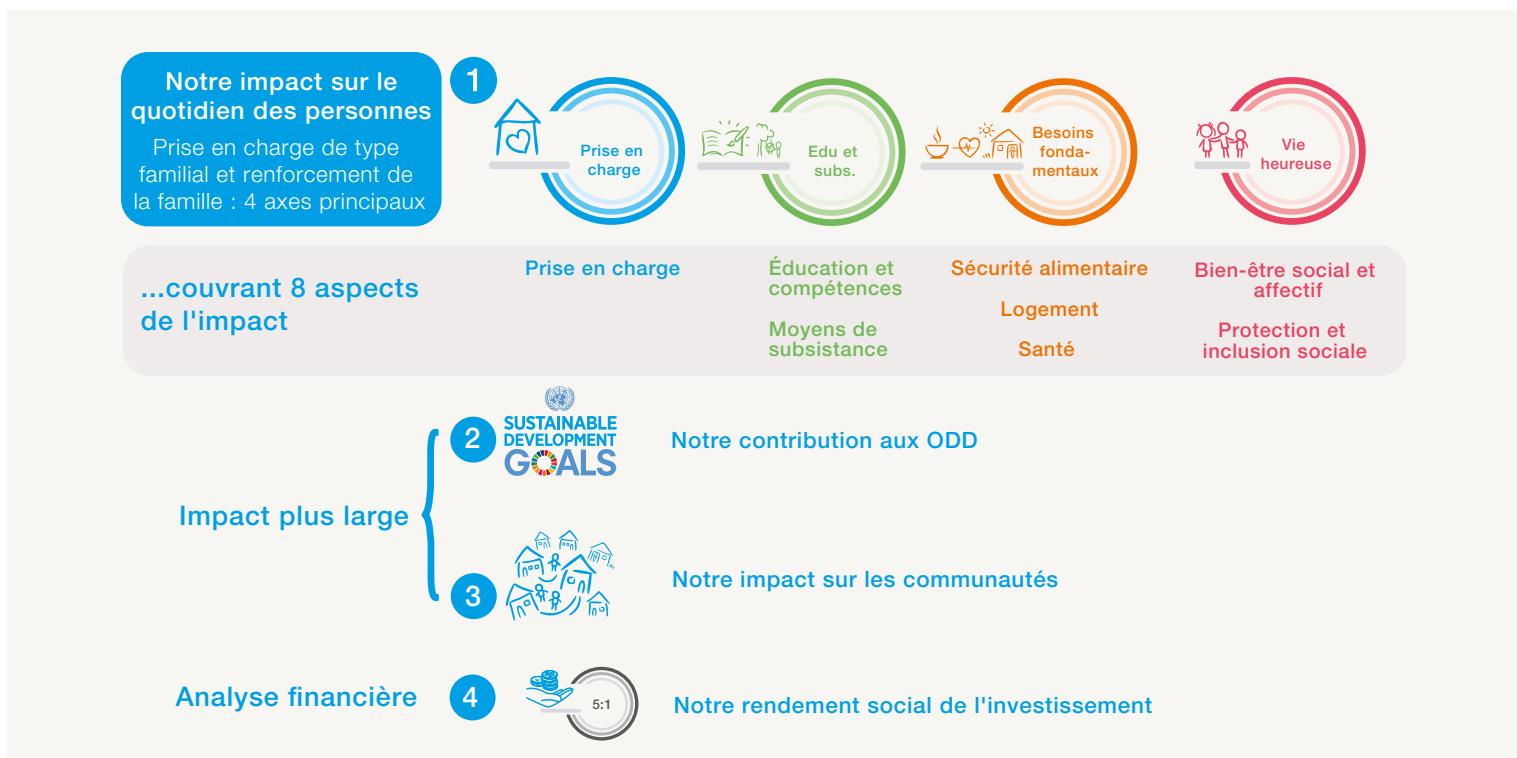 Notre impact sur le
quotidien des personnes
Prise en charge de type
familial et renforcement de
la famille : 4 axes principaux
1
Prise en
charge
Edu et
subs.
Besoins
fonda-
mentaux
Vie
heureuse
...couvrant 8 aspects
de l'impact
Prise en charge
Éducation et
compétences
Moyens de
subsistance
Sécurité alimentaire
Logement
Santé
Bien-être social et
affectif
Protection et
inclusion sociale
Impact plus large
2
SUSTAINABLE
DEVELOPMENT
GOALS
Notre contribution aux ODD
3
Notre impact sur les communautés
Analyse financière
4
5:1
Notre rendement social de l'investissement